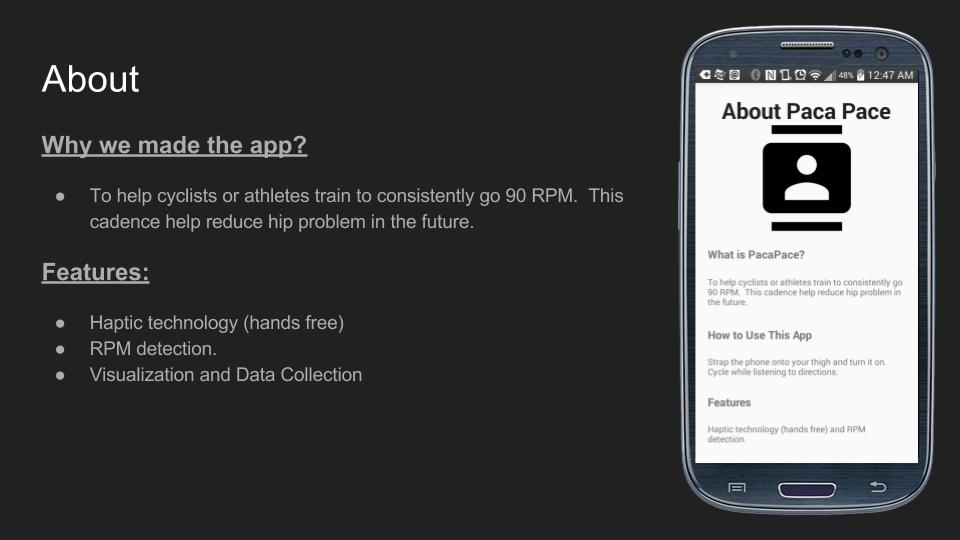 About
Why we made the app?
● To help cyclists or athletes train to consistently go 90 RPM.  This
cadence help reduce hip problem in the future.
Features:
● Haptic technology (hands free)
● RPM detection.
● Visualization and Data Collection
48% 12:47 AM
About Paca Pace
What is PacaPace?
To help cyclists or athletes train to consistently go
90 RPM.  This cadence help reduce hip problem in
the future.
How to Use This App
Strap the phone onto your thigh and turn it on.
Cycle while listening to directions.
Features
Haptic technology (hands free) and RPM
detection.